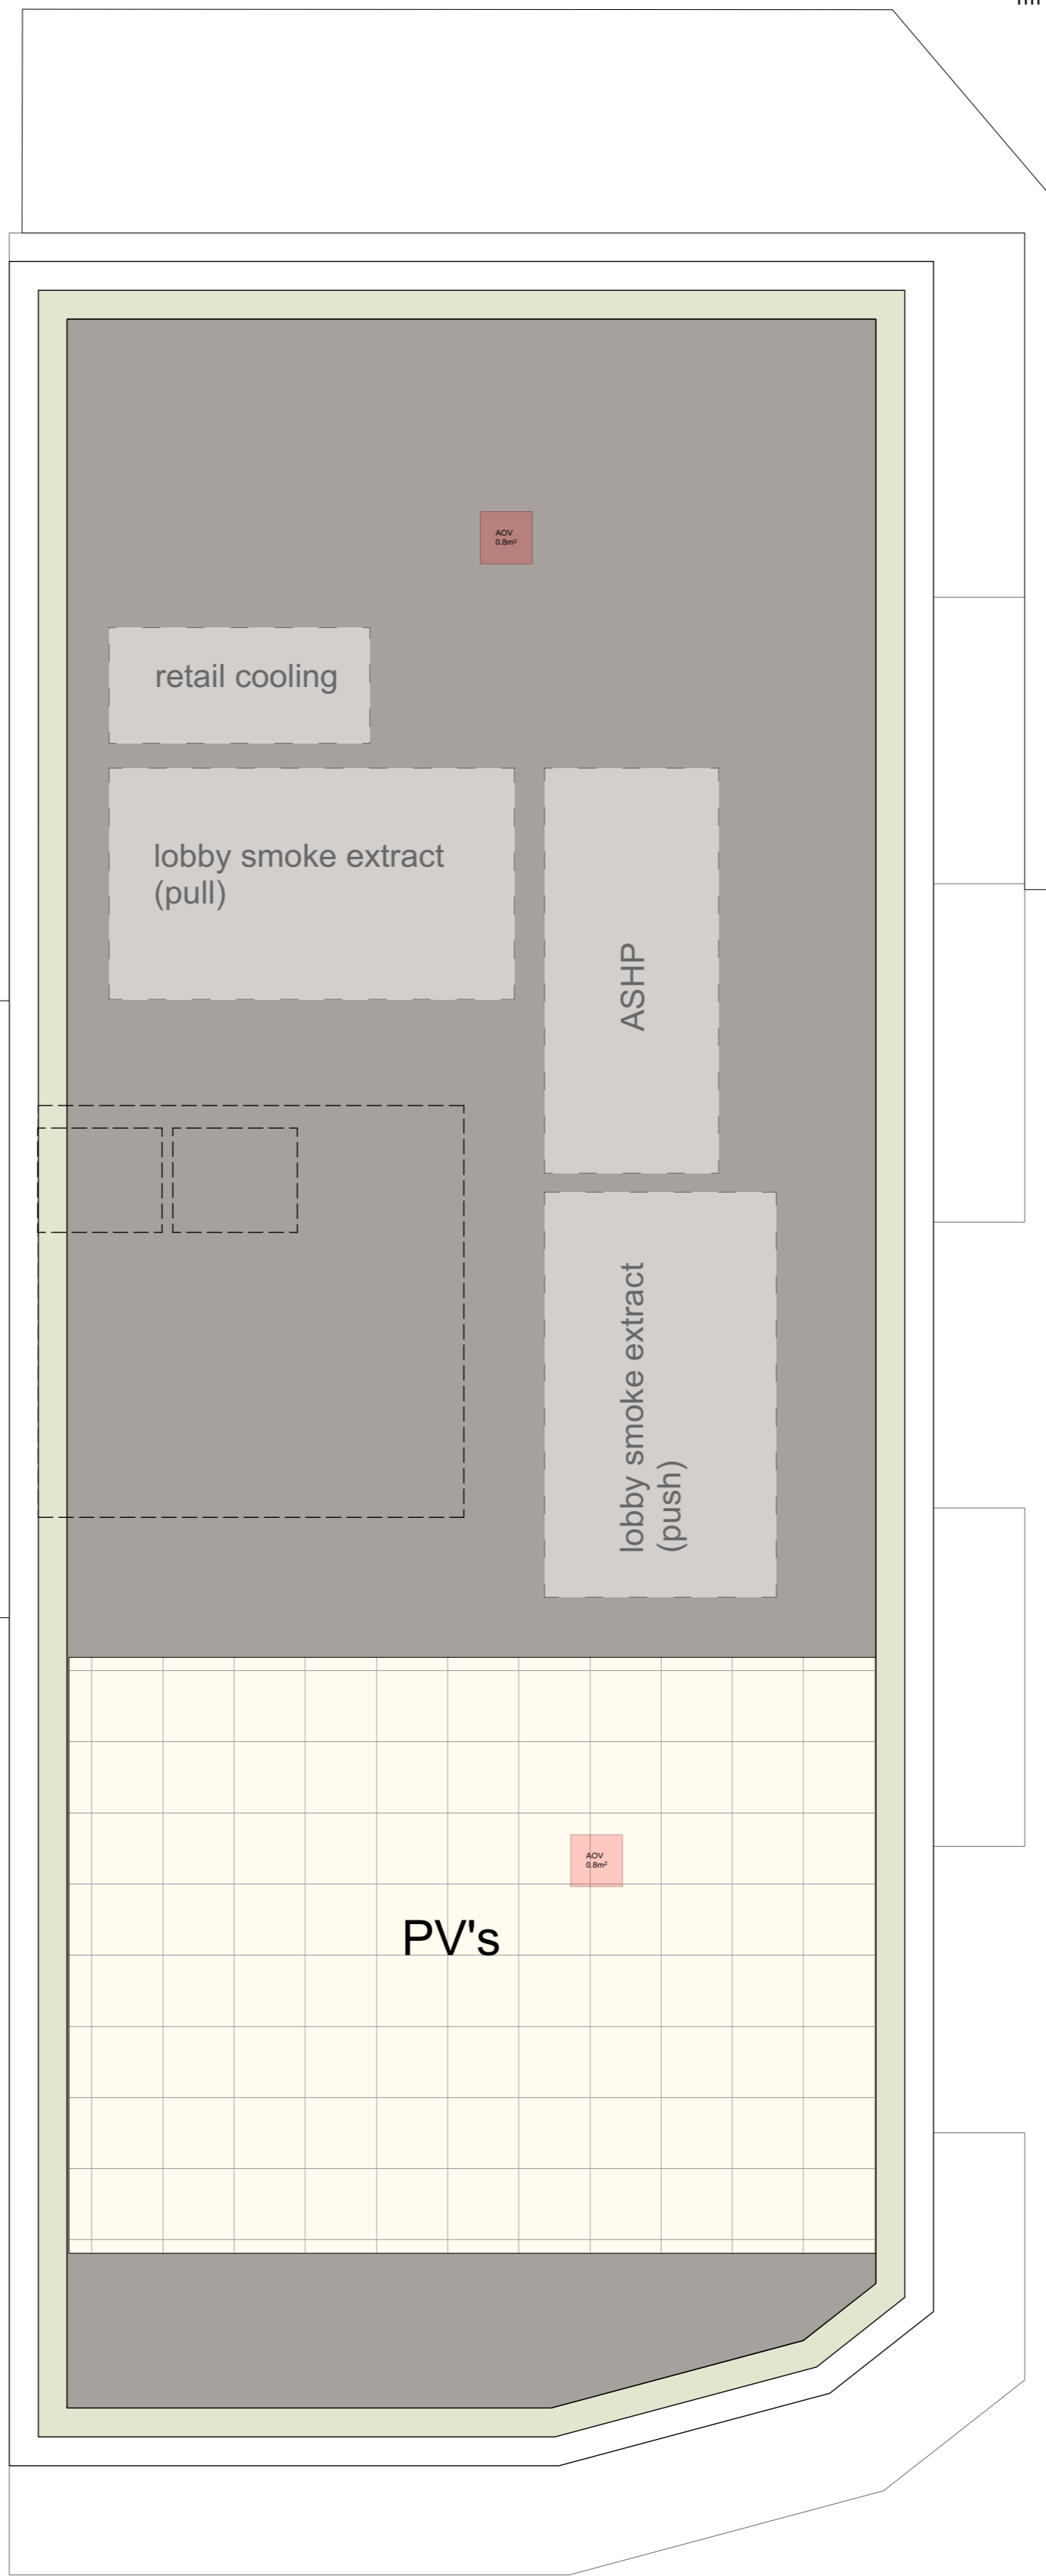 AOV
0.8m²
retail cooling
lobby smoke extract
(pull)
ASHP
lobby smoke extract
(push)
AOV
0.8m²
PV's